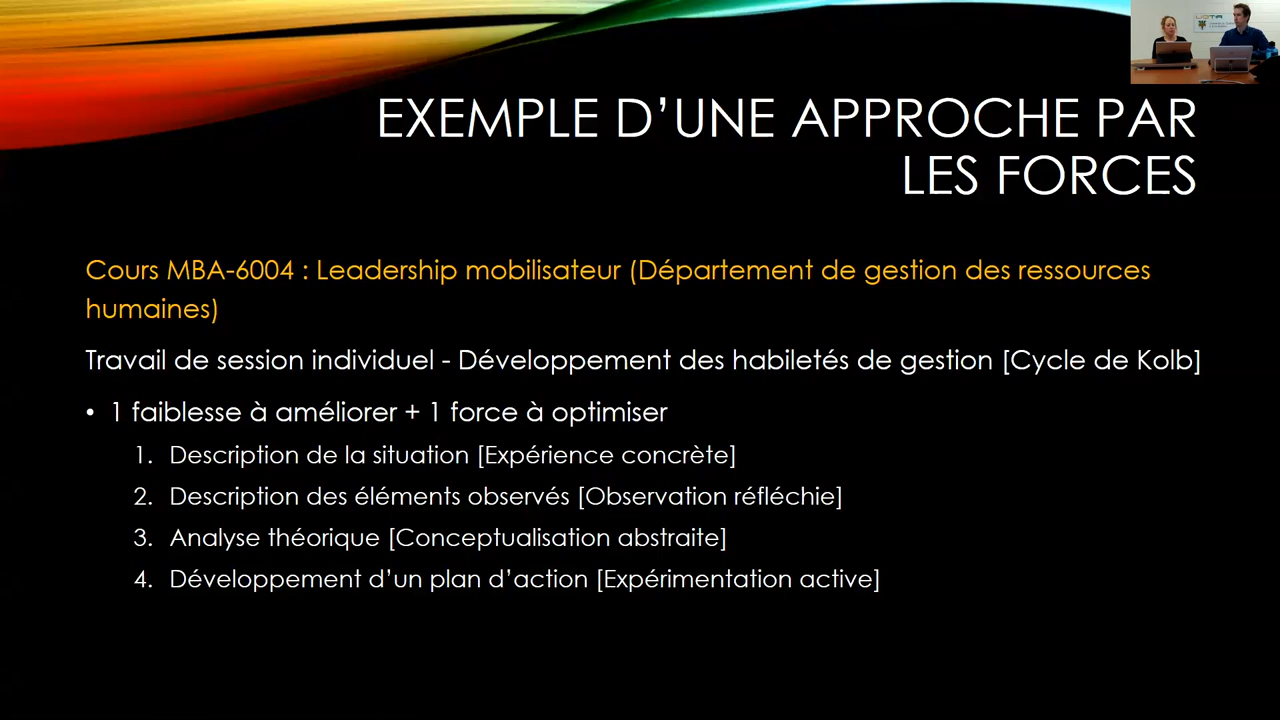 EXEMPLE D’UNE APPROCHE PAR
LES FORCES
Cours MBA-6004 : Leadership mobilisateur (Département de gestion des ressources
humaines)
Travail de session individuel - Développement des habiletés de gestion [Cycle de Kolb]
• 1 faiblesse à améliorer + 1 force à optimiser
1. Description de la situation [Expérience concrète]
2. Description des éléments observés [Observation réfléchie]
3. Analyse théorique [Conceptualisation abstraite]
4. Développement d’un plan d’action [Expérimentation active]